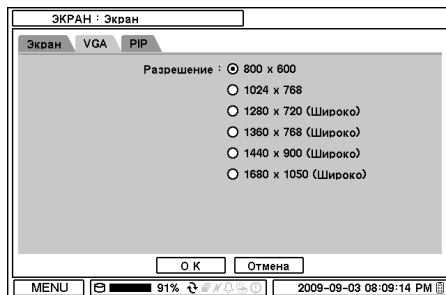 ЭКРАН : Экран
Экран VGA PIP
Разрешение : 800 x 600
1024 x 768
1280 x 720 (Широко)
1360 x 768 (Широко)
1440 x 900 (Широко)
1680 x 1050 (Широко)
O K Отмена
MENU 91% 2009-09-03 08:09:14 PM